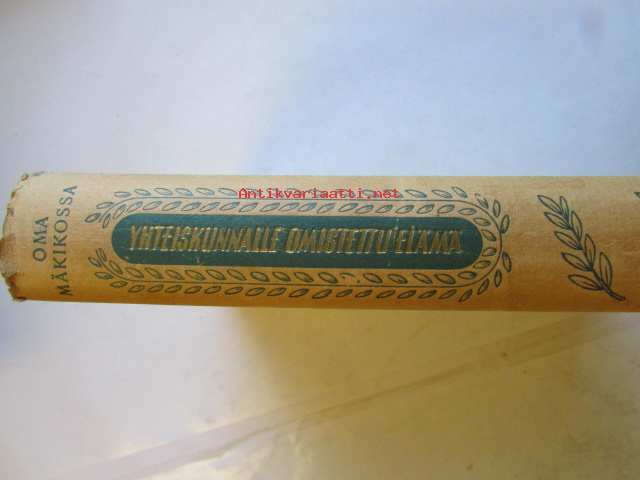 OMA
MÄKIKOSSA
YHTEISKUNNALLE OMISTETTU ELÄMÄ
Antikvariaatti.net